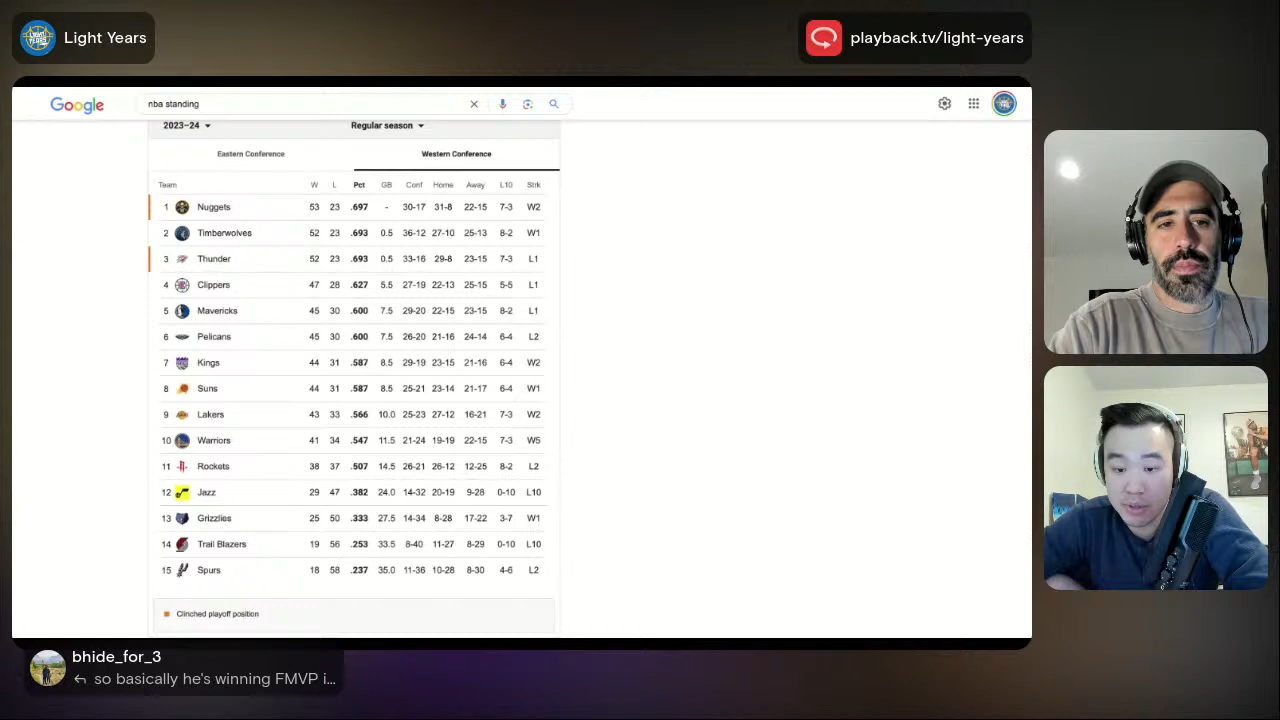 Light Years
playback.tv/light-years
Google
nba standing
2023–24
Regular season
Eastern Conference
Western Conference
Team W L Pct GB Conf Home Away L10 Strk
1 Nuggets 53 23 .697 - 30-17 31-8 22-15 7-3 W2
2 Timberwolves 52 23 .693 0.5 36-12 27-10 25-13 8-2 W1
3 Thunder 52 23 .693 0.5 33-16 29-8 23-15 7-3 L1
4 Clippers 47 28 .627 5.5 27-19 22-13 25-15 5-5 L1
5 Mavericks 45 30 .600 7.5 29-20 22-15 23-15 8-2 L1
6 Pelicans 45 30 .600 7.5 26-20 21-16 24-14 6-4 L2
7 Kings 44 31 .587 8.5 29-19 23-15 21-16 6-4 W2
8 Suns 44 31 .587 8.5 25-21 23-14 21-17 6-4 W1
9 Lakers 43 33 .566 10.0 25-23 27-12 16-21 7-3 W2
10 Warriors 41 34 .547 11.5 21-24 19-19 22-15 7-3 W5
11 Rockets 38 37 .507 14.5 26-21 26-12 12-25 8-2 L2
12 Jazz 29 47 .382 24.0 14-32 20-19 9-28 0-10 L10
13 Grizzlies 25 50 .333 27.5 14-34 8-28 17-22 3-7 W1
14 Trail Blazers 19 56 .253 33.5 8-40 11-27 8-29 0-10 L10
15 Spurs 18 58 .237 35.0 11-36 10-28 8-30 4-6 L2
Clinched playoff position
bhide_for_3
so basically he's winning FMVP i...